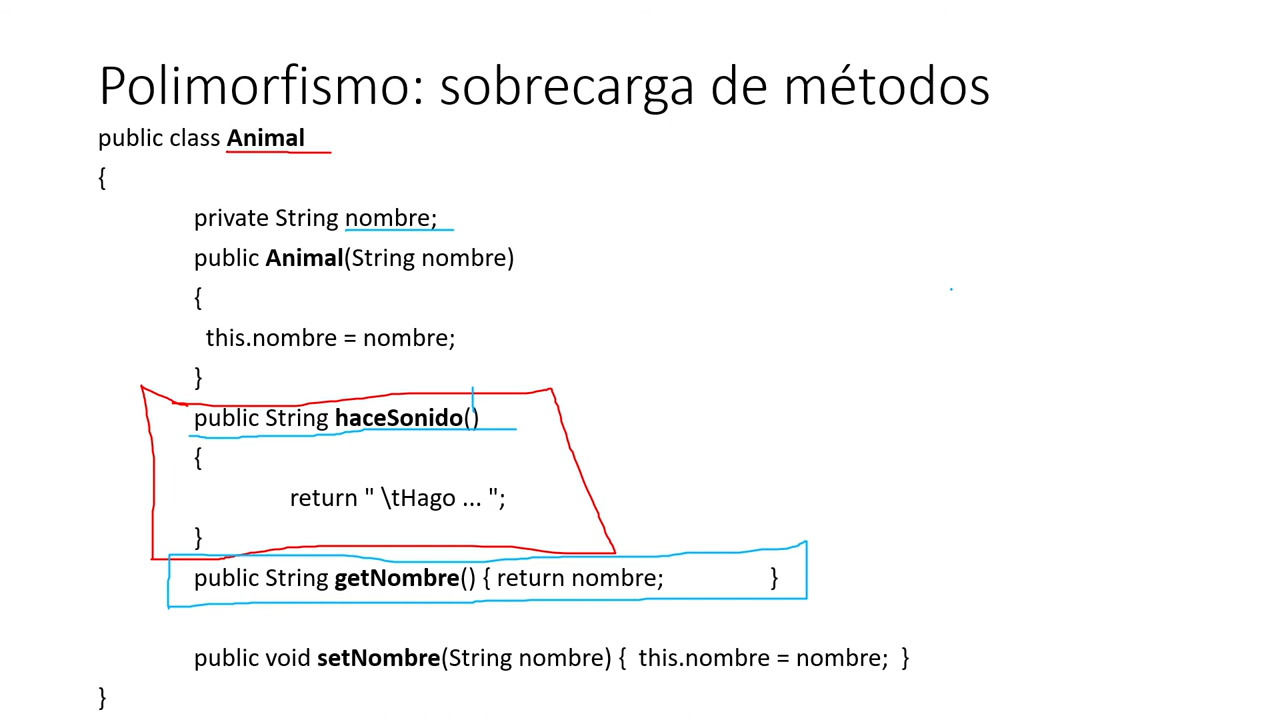 Polimorfismo: sobrecarga de métodos
public class Animal
{
private String nombre;
public Animal(String nombre)
{
this.nombre = nombre;
}
public String haceSonido()
{
return " \tHago ... ";
}
public String getNombre() { return nombre; }
public void setNombre(String nombre) { this.nombre = nombre; }
}